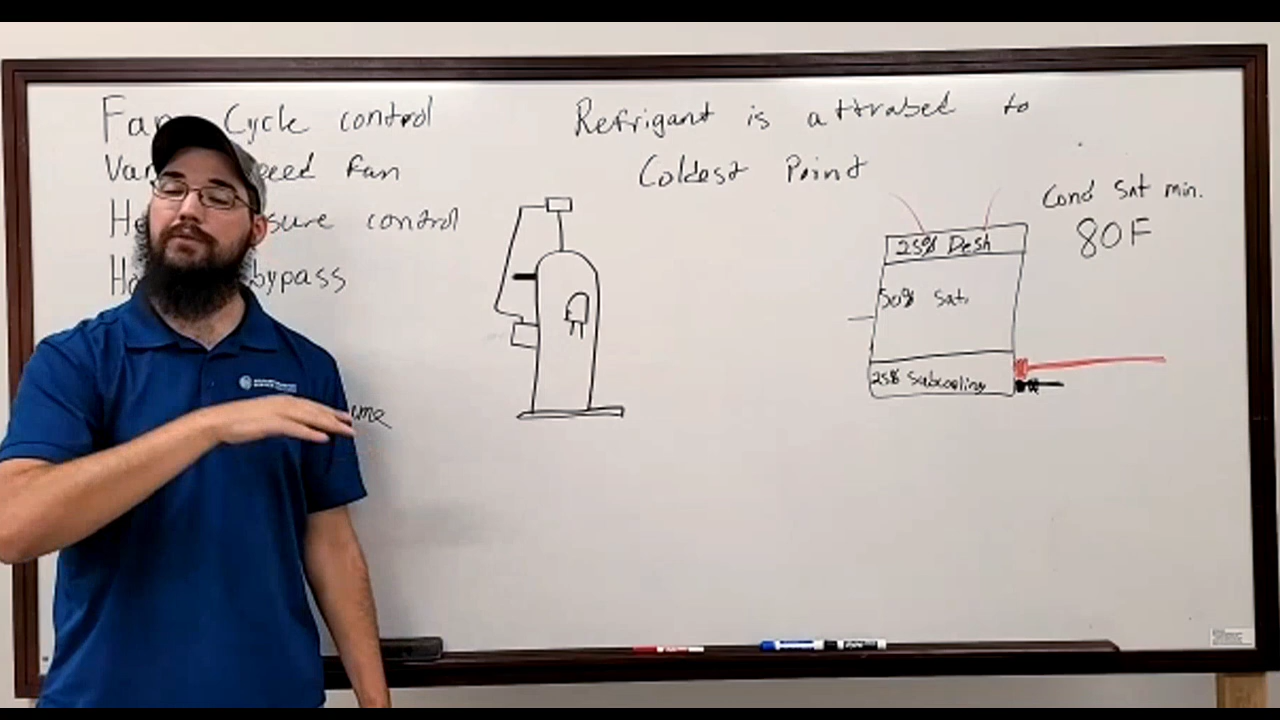 Fan Cycle control
Var peed fan
He sure control
Ho bypass
ume
Refrigant is attrabed to
Coldest Point
Cond Sat min.
80F
25% Desh
50% Sat.
25% Subcooling